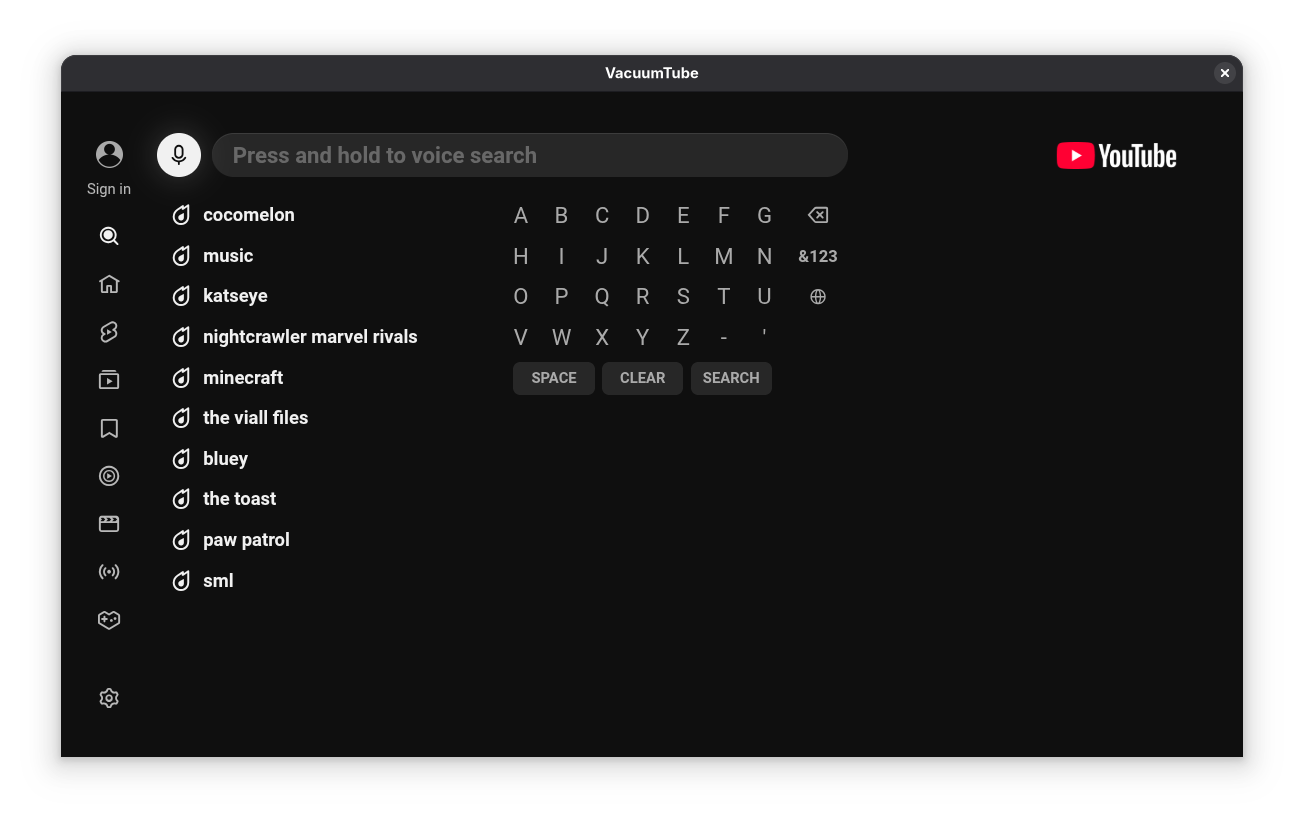 VacuumTube
Press and hold to voice search
YouTube
Sign in
cocomelon
music
katseye
nightcrawler marvel rivals
minecraft
the viall files
bluey
the toast
paw patrol
sml
A B C D E F G
H I J K L M N &123
O P Q R S T U
V W X Y Z - '
SPACE CLEAR SEARCH